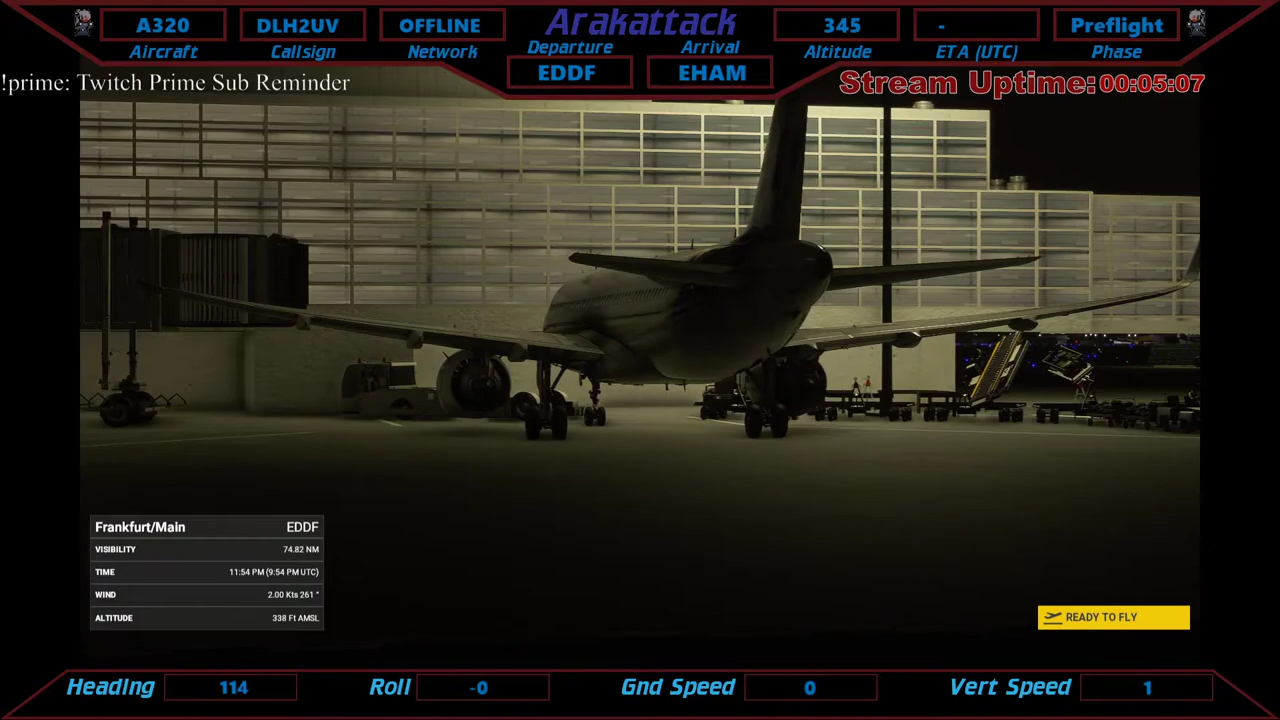 A320
DLH2UV
OFFLINE
Arakattack
345
-
Preflight
Aircraft
Callsign
Network
Departure
Arrival
Altitude
ETA (UTC)
Phase
EDDF
EHAM
!prime: Twitch Prime Sub Reminder
Stream Uptime: 00:05:07
Frankfurt/Main EDDF
VISIBILITY 74.82 NM
TIME 11:54 PM (9:54 PM UTC)
WIND 2.00 Kts 261 °
ALTITUDE 338 Ft AMSL
READY TO FLY
Heading 114
Roll -0
Gnd Speed 0
Vert Speed 1